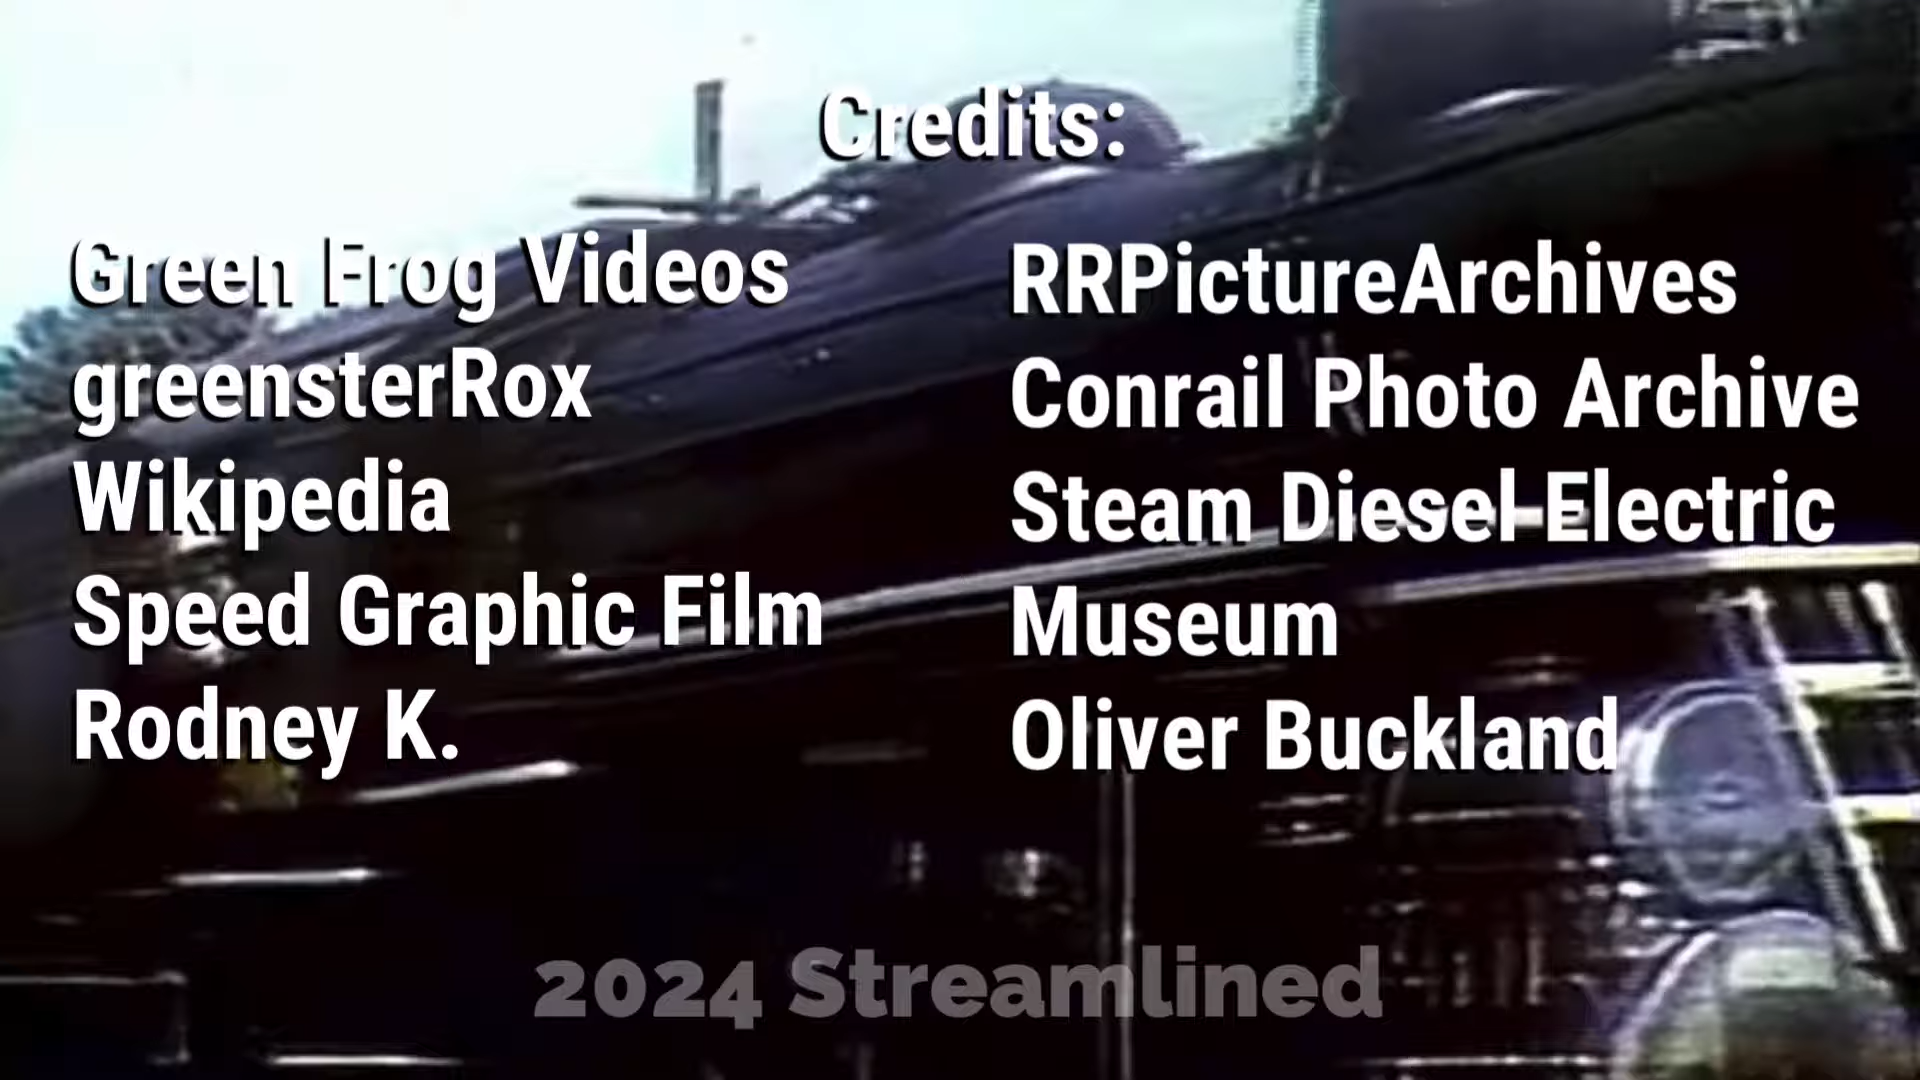 Credits:
Green Frog Videos
greensterRox
Wikipedia
Speed Graphic Film
Rodney K.
RRPictureArchives
Conrail Photo Archive
Steam Diesel Electric
Museum
Oliver Buckland
2024 Streamlined